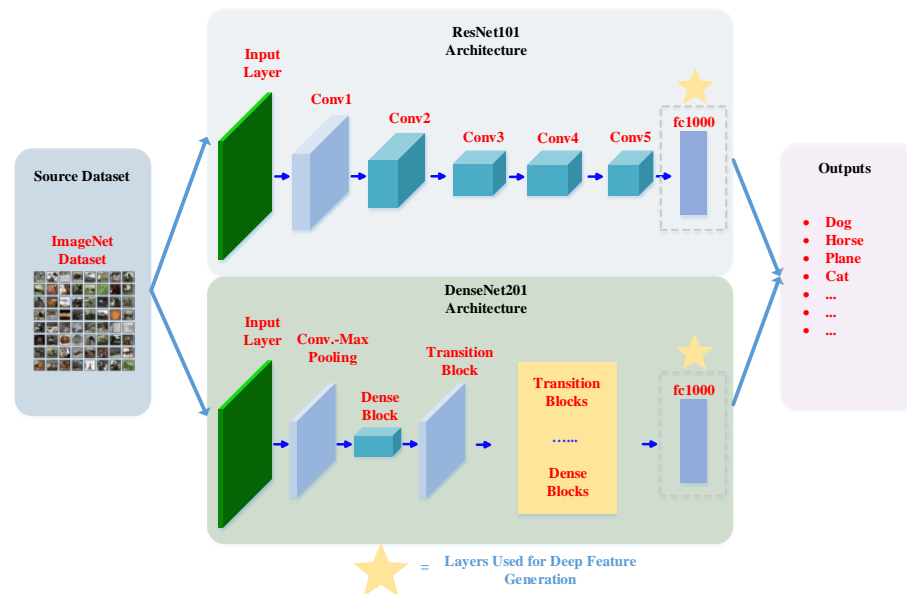 Source Dataset
ImageNet
Dataset
ResNet101
Architecture
Input
Layer
Conv1
Conv2
Conv3
Conv4
Conv5
fc1000
DenseNet201
Architecture
Input
Layer
Conv.-Max
Pooling
Dense
Block
Transition
Block
Transition
Blocks
…...
Dense
Blocks
fc1000
Outputs
• Dog
• Horse
• Plane
• Cat
• ...
• ...
• ...
= Layers Used for Deep Feature
Generation